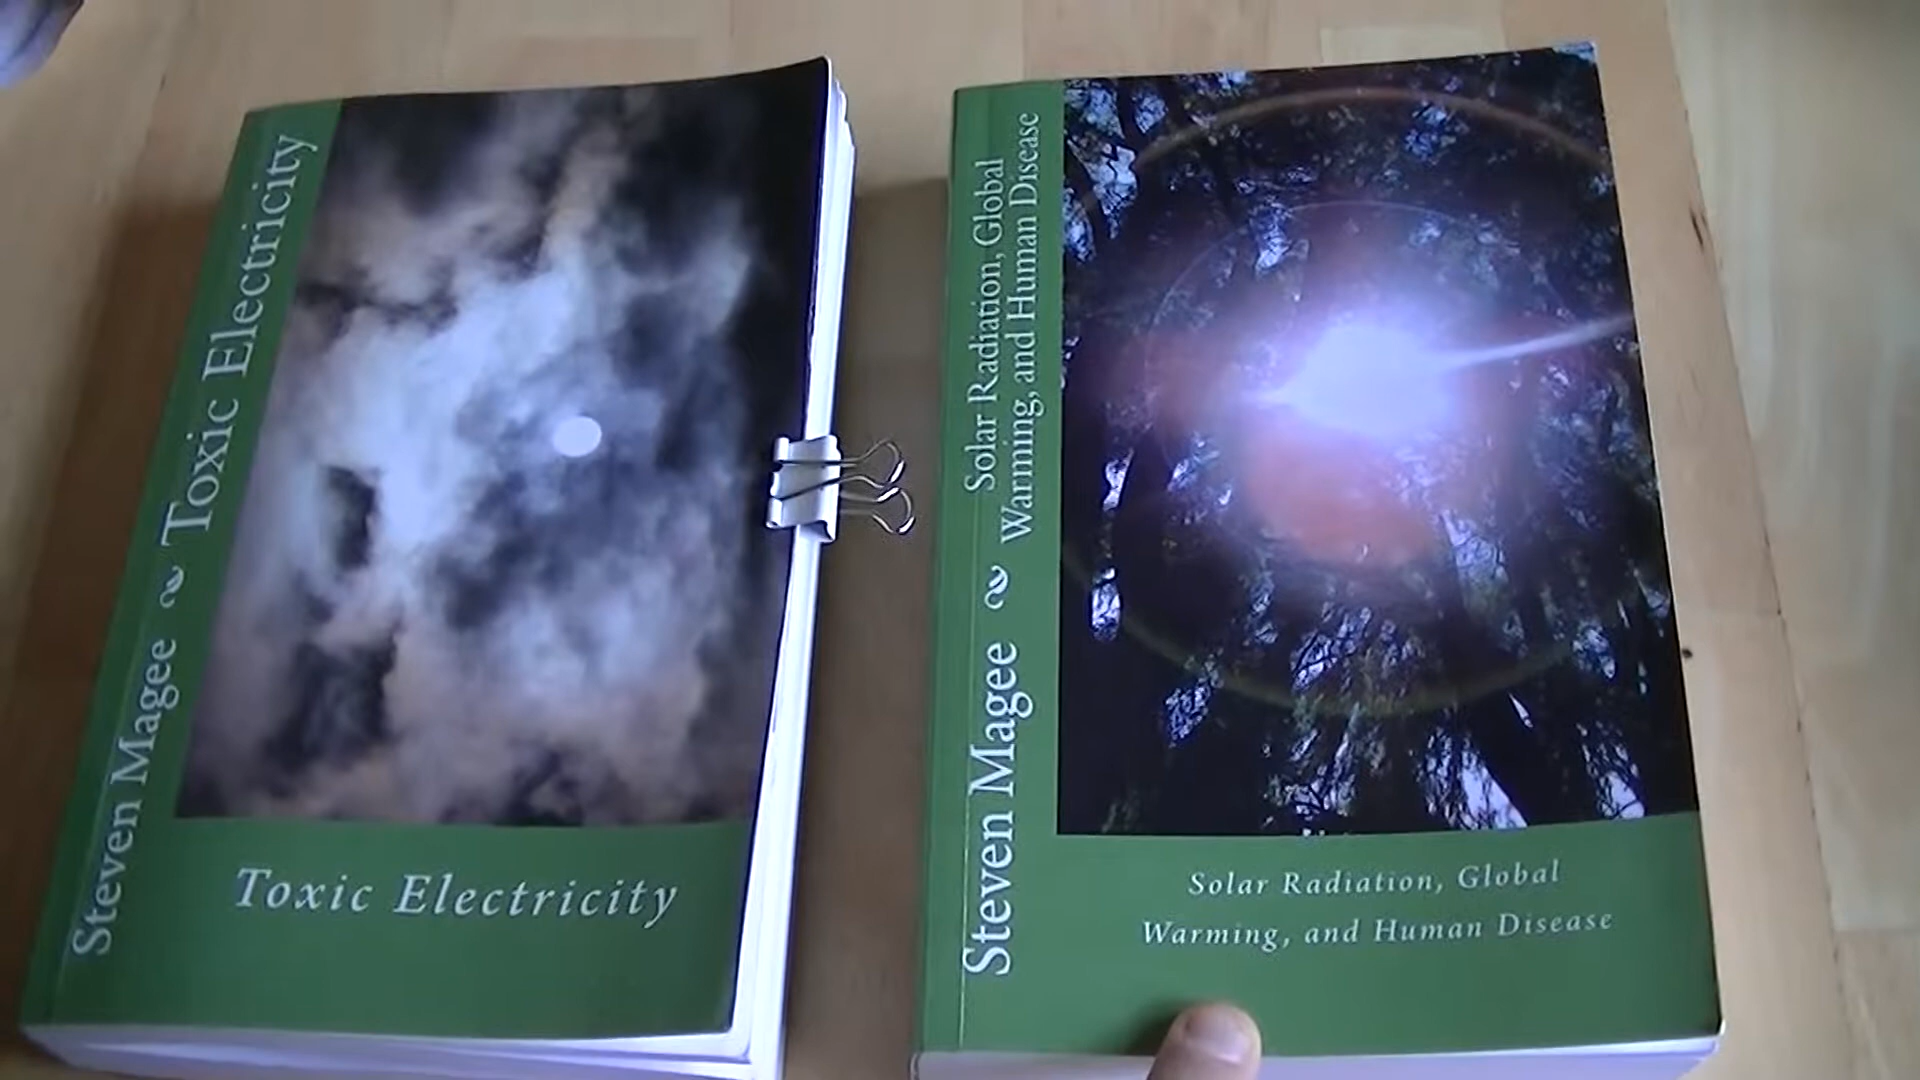 Steven Magee ~ Toxic Electricity
Toxic Electricity
Steven Magee ~ Solar Radiation, Global
Warming, and Human Disease
Solar Radiation, Global
Warming, and Human Disease